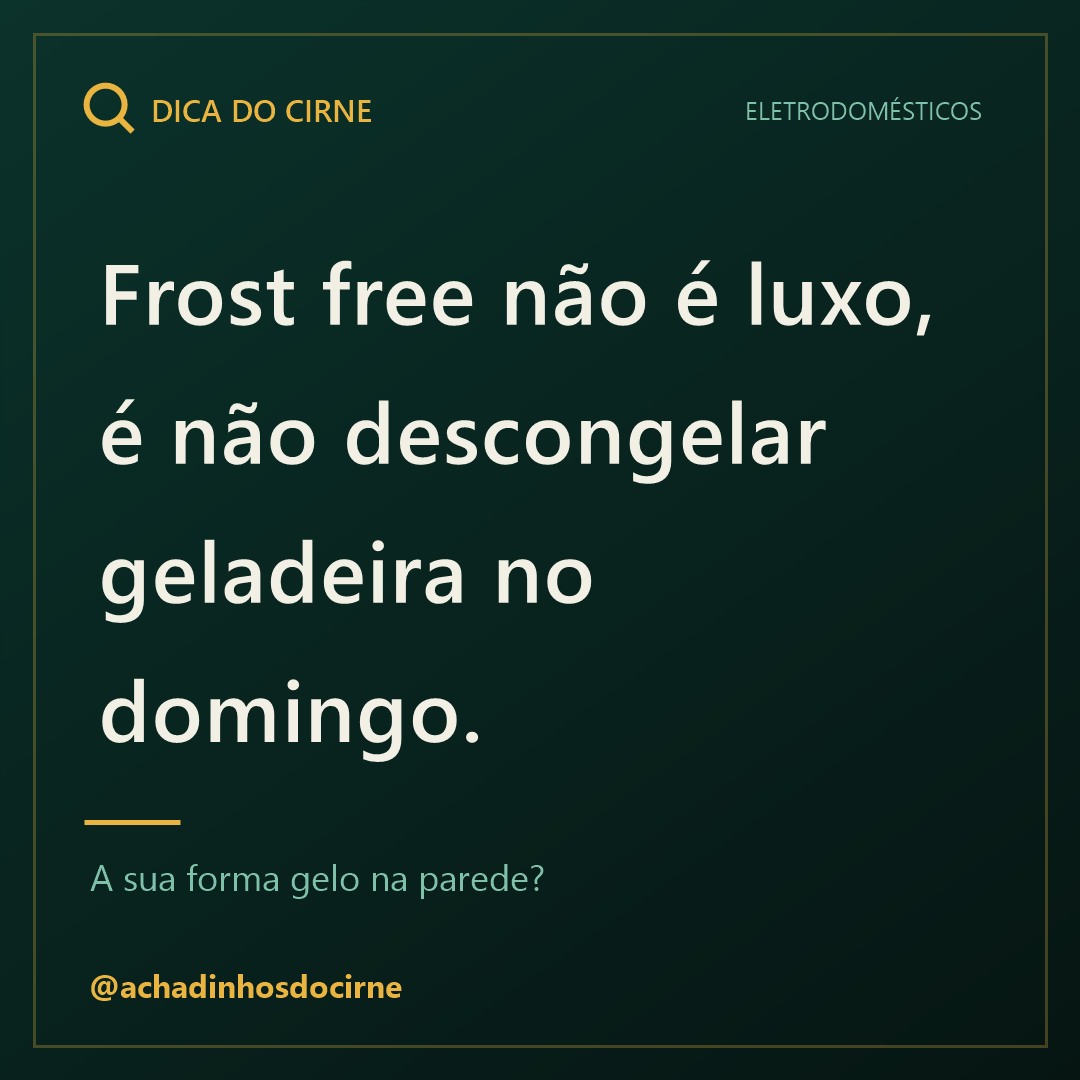 DICA DO CIRNE
ELETRODOMÉSTICOS
Frost free não é luxo,
é não descongelar
geladeira no
domingo.
A sua forma gelo na parede?
@achadinhosdocirne